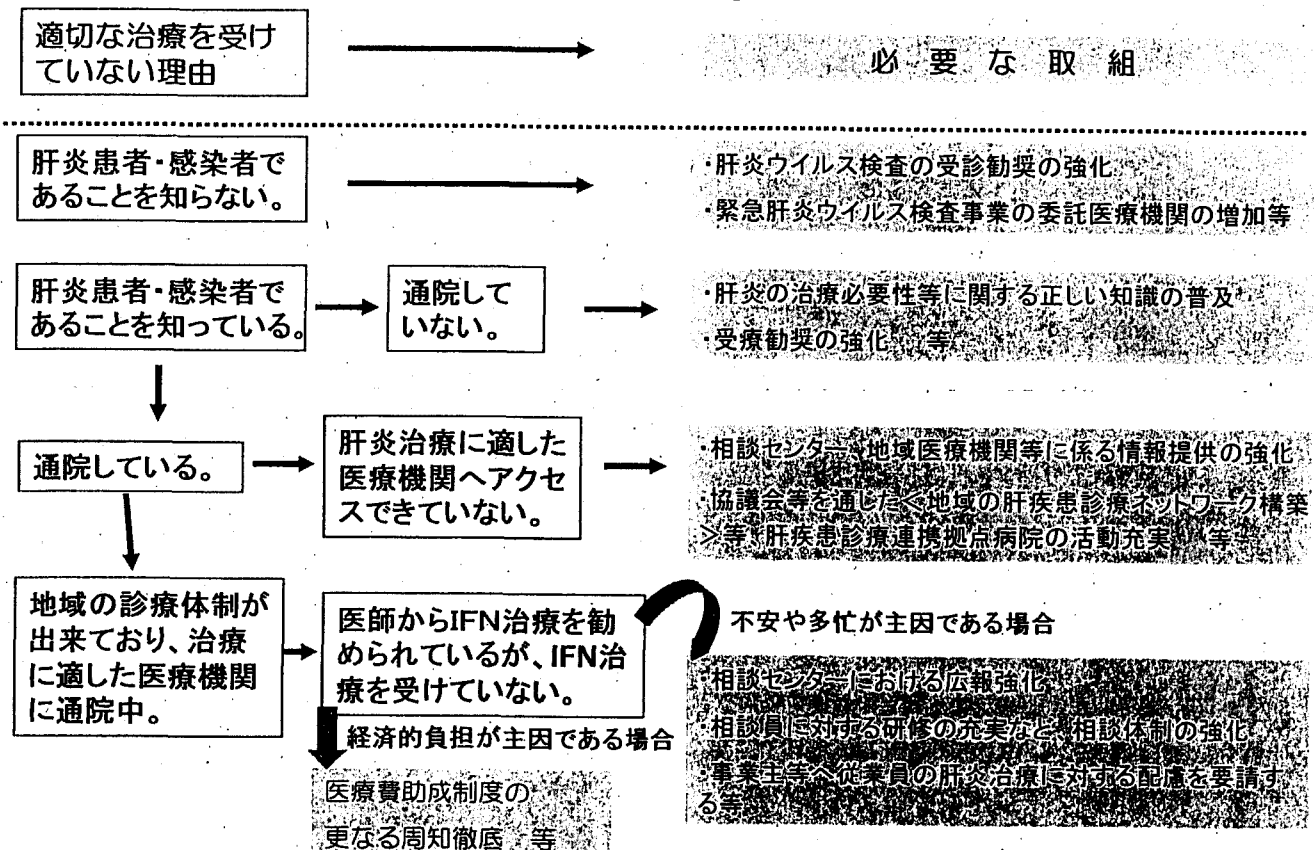 適切な治療を受け
ていない理由
必要な取組
肝炎患者・感染者で
あることを知らない。
・肝炎ウイルス検査の受診勧奨の強化
・緊急肝炎ウイルス検査事業の委託医療機関の増加等
肝炎患者・感染者で
あることを知っている。
通院して
いない。
・肝炎の治療必要性等に関する正しい知識の普及
・受療勧奨の強化 等
通院している。
肝炎治療に適した
医療機関へアクセ
スできていない。
・相談センター、地域医療機関等に係る情報提供の強化
・協議会等を通した<地域の肝疾患診療ネットワーク構築
>等、肝疾患診療連携拠点病院の活動充実 等
地域の診療体制が
出来ており、治療
に適した医療機関
に通院中。
医師からIFN治療を勧
められているが、IFN治
療を受けていない。
不安や多忙が主因である場合
・相談センターにおける広報強化
・相談員に対する研修の充実など、相談体制の強化
・事業主等へ従業員の肝炎治療に対する配慮を要請す
る等
経済的負担が主因である場合
医療費助成制度の
更なる周知徹底 等